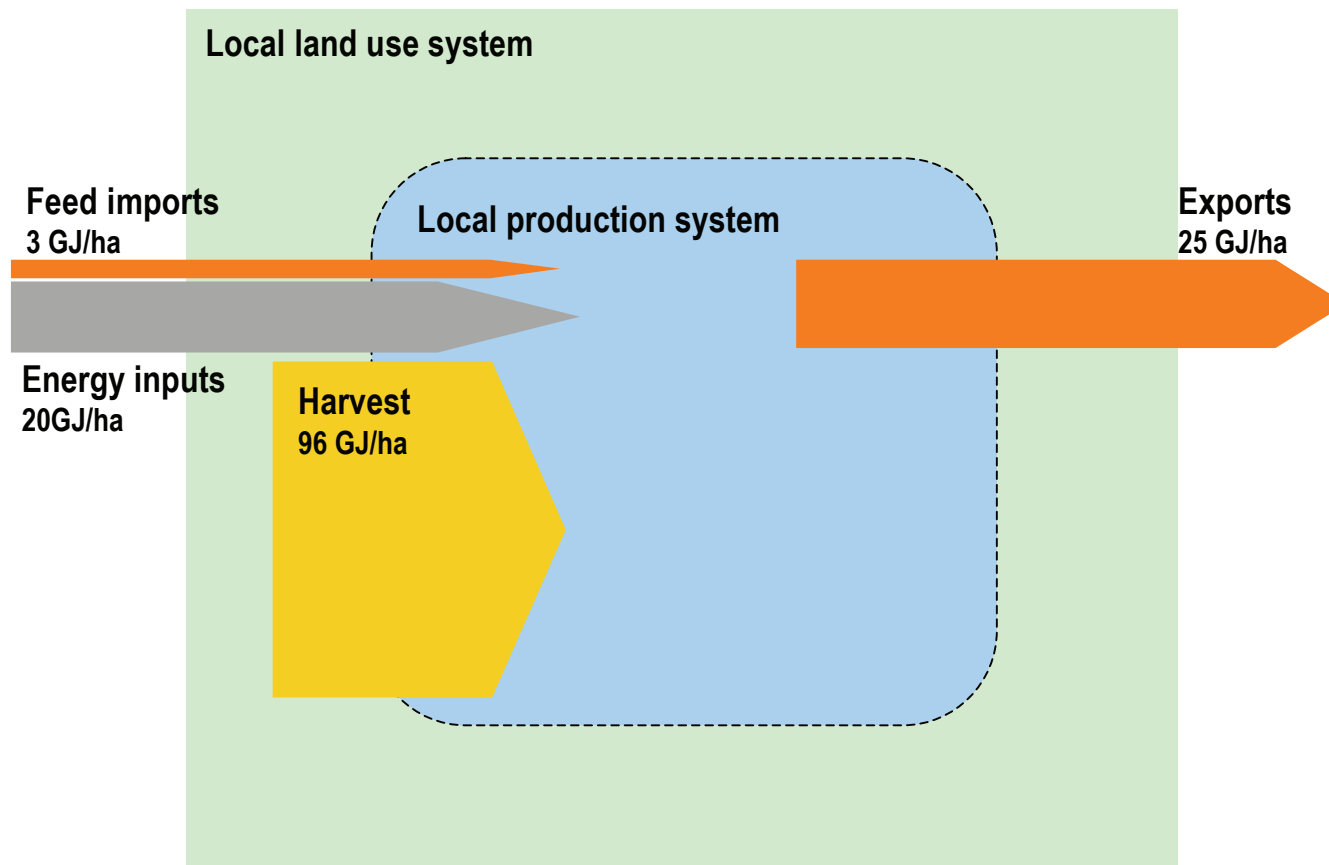 Local land use system
Feed imports
3 GJ/ha
Local production system
Exports
25 GJ/ha
Energy inputs
20GJ/ha
Harvest
96 GJ/ha